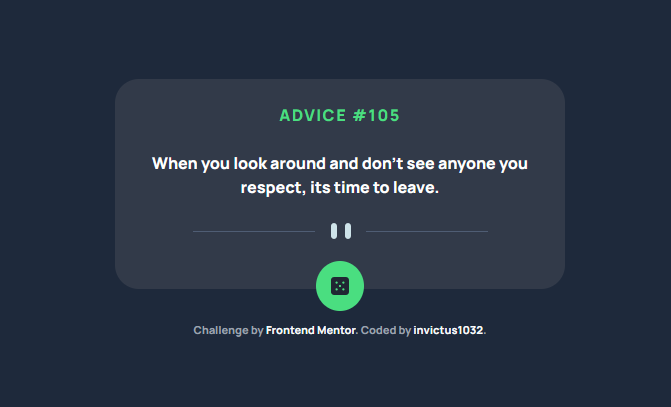 ADVICE #105
When you look around and don't see anyone you
respect, its time to leave.
Challenge by Frontend Mentor. Coded by invictus1032.